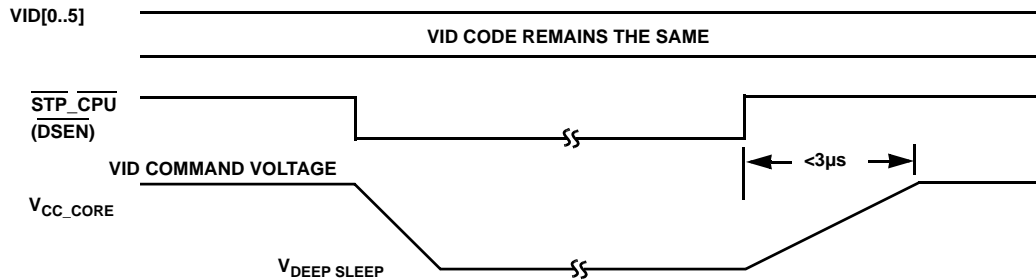 VID[0..5]
VID CODE REMAINS THE SAME
STP_CPU
(DSEN)
<3µs
VID COMMAND VOLTAGE
VCC_CORE
VDEEP SLEEP